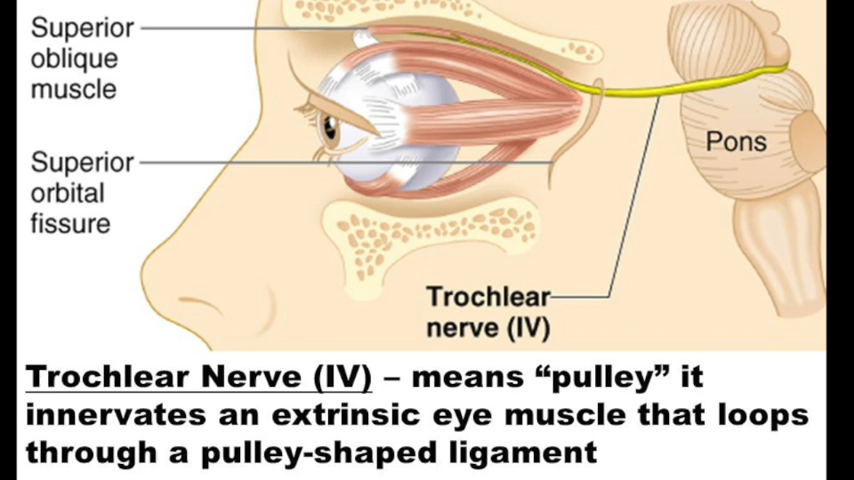 Superior
oblique
muscle
Superior
orbital
fissure
Pons
Trochlear
nerve (IV)
Trochlear Nerve (IV) – means “pulley” it
innervates an extrinsic eye muscle that loops
through a pulley-shaped ligament